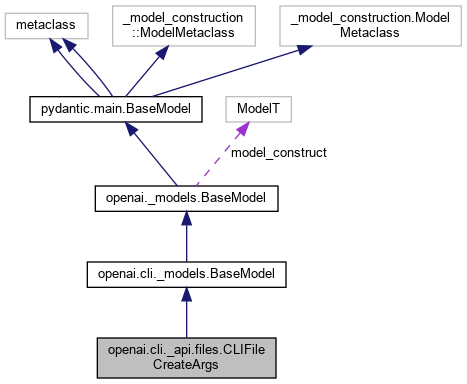 metaclass
_model_construction
::ModelMetaclass
_model_construction.Model
Metaclass
pydantic.main.BaseModel
ModelT
model_construct
openai._models.BaseModel
openai.cli._models.BaseModel
openai.cli._api.files.CLIFile
CreateArgs